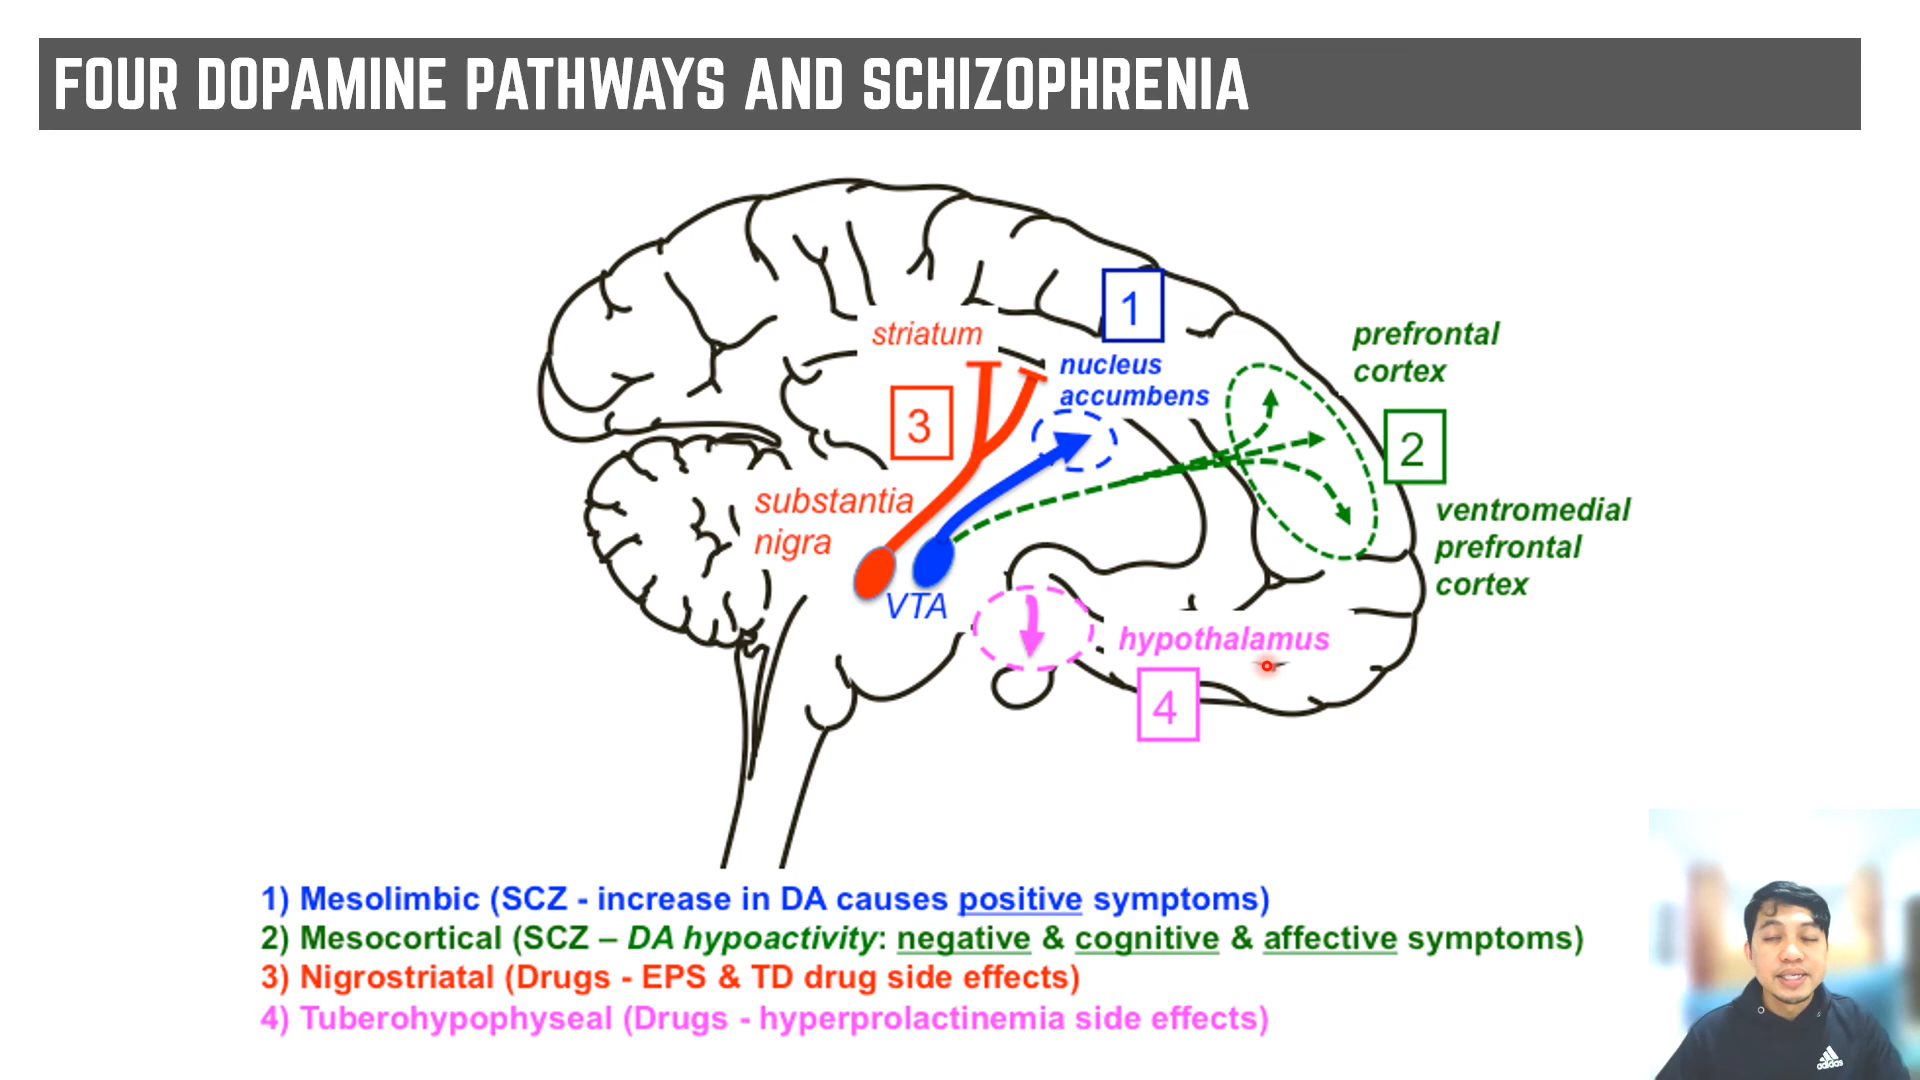 FOUR DOPAMINE PATHWAYS AND SCHIZOPHRENIA
striatum
1
nucleus
accumbens
prefrontal
cortex
3
2
substantia
nigra
ventromedial
prefrontal
cortex
VTA
hypothalamus
4
1) Mesolimbic (SCZ - increase in DA causes positive symptoms)
2) Mesocortical (SCZ – DA hypoactivity: negative & cognitive & affective symptoms)
3) Nigrostriatal (Drugs - EPS & TD drug side effects)
4) Tuberohypophyseal (Drugs - hyperprolactinemia side effects)
adidas